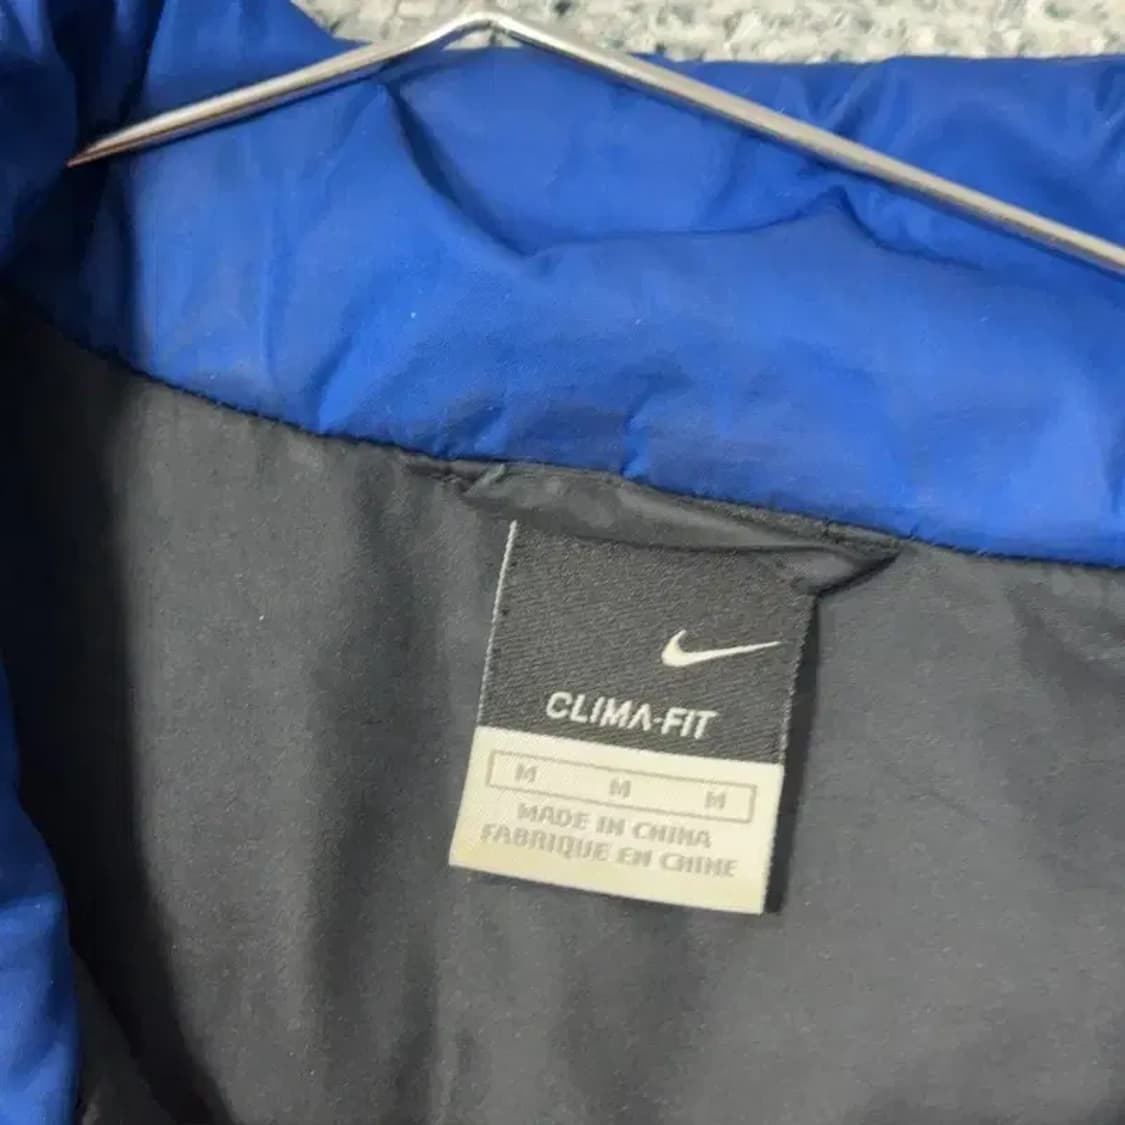 CLIMA-FIT
M M M
MADE IN CHINA
FABRIQUE EN CHINE